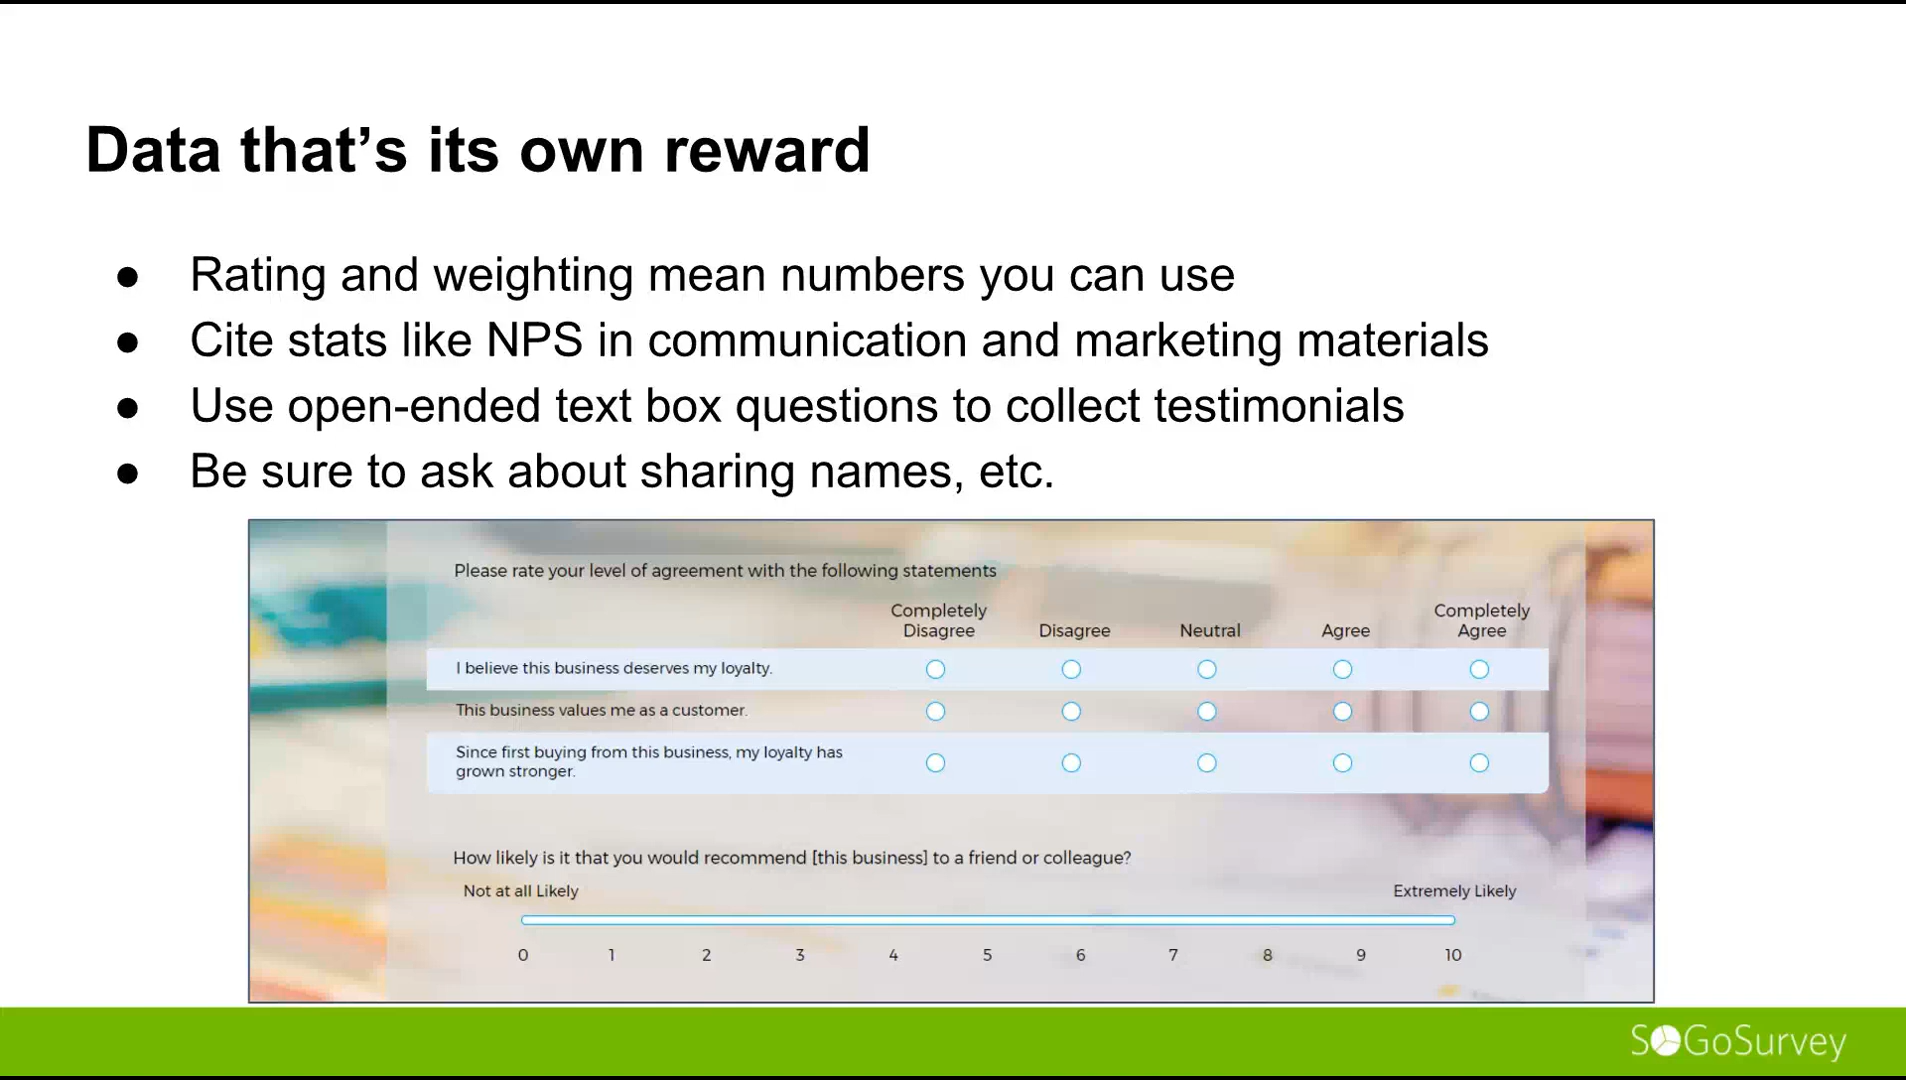 Data that’s its own reward
● Rating and weighting mean numbers you can use
● Cite stats like NPS in communication and marketing materials
● Use open-ended text box questions to collect testimonials
● Be sure to ask about sharing names, etc.
Please rate your level of agreement with the following statements
Completely Disagree Disagree Neutral Agree Completely Agree
I believe this business deserves my loyalty.
This business values me as a customer.
Since first buying from this business, my loyalty has
grown stronger.
How likely is it that you would recommend [this business] to a friend or colleague?
Not at all Likely Extremely Likely
0 1 2 3 4 5 6 7 8 9 10
SoGoSurvey